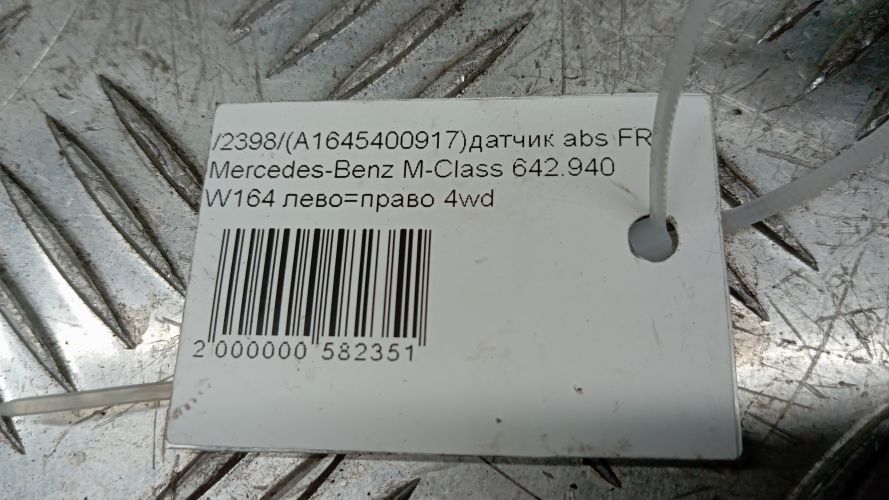 /2398/(A1645400917)датчик abs FR
Mercedes-Benz M-Class 642.940
W164 лево=право 4wd
2 000000 582351